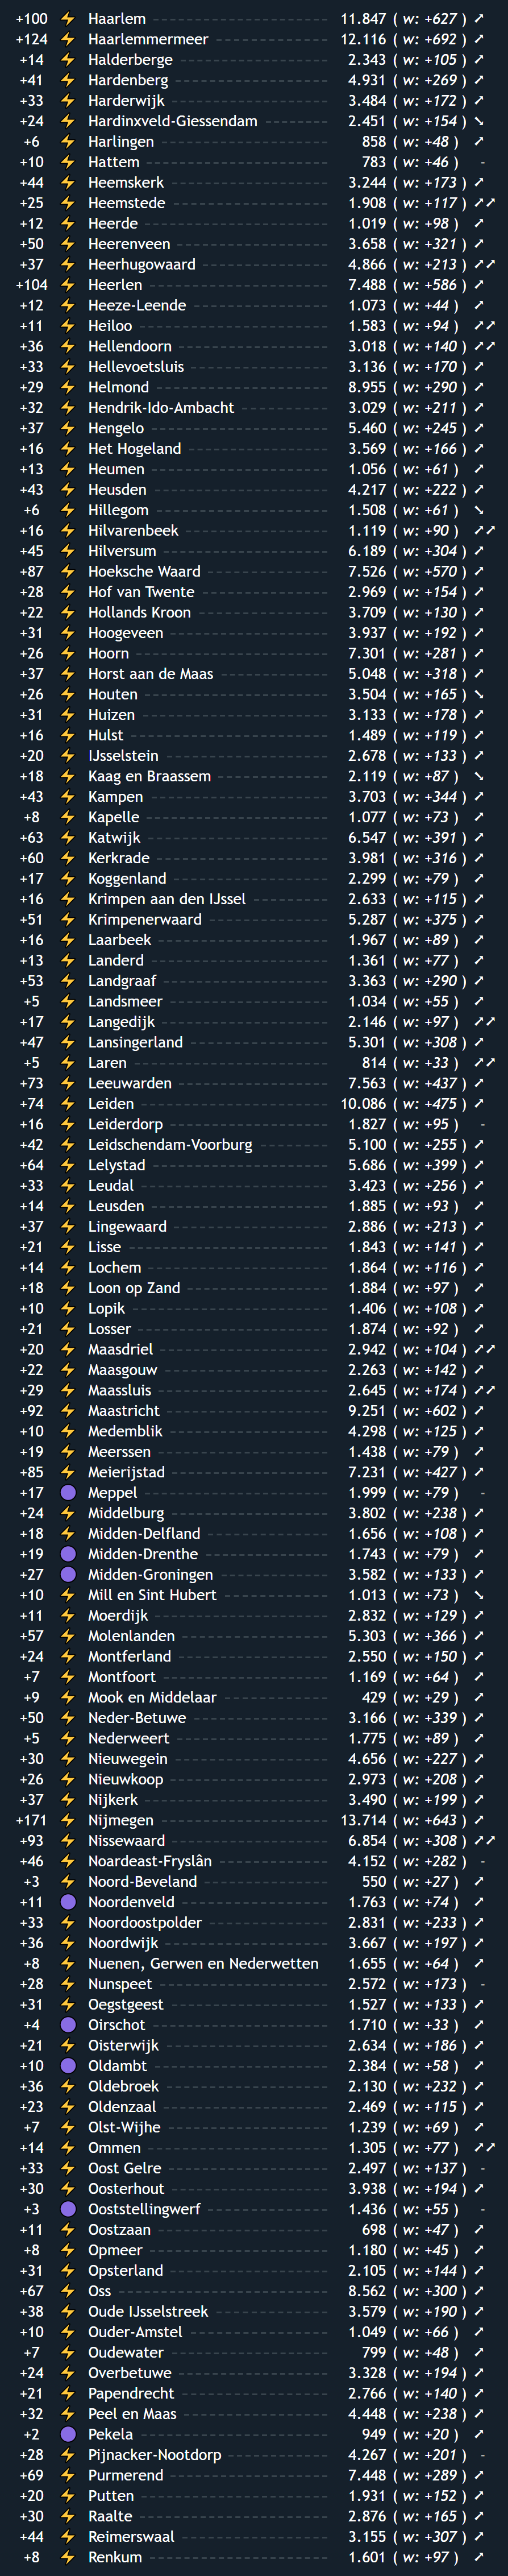 +100 ⚡ Haarlem 11.847 ( w: +627 ) ➚
+124 ⚡ Haarlemmermeer 12.116 ( w: +692 ) ➚
+14 ⚡ Halderberge 2.343 ( w: +105 ) ➚
+41 ⚡ Hardenberg 4.931 ( w: +269 ) ➚
+33 ⚡ Harderwijk 3.484 ( w: +172 ) ➚
+24 ⚡ Hardinxveld-Giessendam 2.451 ( w: +154 ) ➘
+6 ⚡ Harlingen 858 ( w: +48 ) ➚
+10 ⚡ Hattem 783 ( w: +46 ) -
+44 ⚡ Heemskerk 3.244 ( w: +173 ) ➚
+25 ⚡ Heemstede 1.908 ( w: +117 ) ➚➚
+12 ⚡ Heerde 1.019 ( w: +98 ) ➚
+50 ⚡ Heerenveen 3.658 ( w: +321 ) ➚
+37 ⚡ Heerhugowaard 4.866 ( w: +213 ) ➚➚
+104 ⚡ Heerlen 7.488 ( w: +586 ) ➚
+12 ⚡ Heeze-Leende 1.073 ( w: +44 ) ➚
+11 ⚡ Heiloo 1.583 ( w: +94 ) ➚➚
+36 ⚡ Hellendoorn 3.018 ( w: +140 ) ➚➚
+33 ⚡ Hellevoetsluis 3.136 ( w: +170 ) ➚
+29 ⚡ Helmond 8.955 ( w: +290 ) ➚
+32 ⚡ Hendrik-Ido-Ambacht 3.029 ( w: +211 ) ➚
+37 ⚡ Hengelo 5.460 ( w: +245 ) ➚
+16 ⚡ Het Hogeland 3.569 ( w: +166 ) ➚
+13 ⚡ Heumen 1.056 ( w: +61 ) ➚
+43 ⚡ Heusden 4.217 ( w: +222 ) ➚
+6 ⚡ Hillegom 1.508 ( w: +61 ) ➘
+16 ⚡ Hilvarenbeek 1.119 ( w: +90 ) ➚➚
+45 ⚡ Hilversum 6.189 ( w: +304 ) ➚
+87 ⚡ Hoeksche Waard 7.526 ( w: +570 ) ➚
+28 ⚡ Hof van Twente 2.969 ( w: +154 ) ➚
+22 ⚡ Hollands Kroon 3.709 ( w: +130 ) ➚
+31 ⚡ Hoogeveen 3.937 ( w: +192 ) ➚
+26 ⚡ Hoorn 7.301 ( w: +281 ) ➚
+37 ⚡ Horst aan de Maas 5.048 ( w: +318 ) ➚
+26 ⚡ Houten 3.504 ( w: +165 ) ➘
+31 ⚡ Huizen 3.133 ( w: +178 ) ➚
+16 ⚡ Hulst 1.489 ( w: +119 ) ➚
+20 ⚡ IJsselstein 2.678 ( w: +133 ) ➚
+18 ⚡ Kaag en Braassem 2.119 ( w: +87 ) ➘
+43 ⚡ Kampen 3.703 ( w: +344 ) ➚
+8 ⚡ Kapelle 1.077 ( w: +73 ) ➚
+63 ⚡ Katwijk 6.547 ( w: +391 ) ➚
+60 ⚡ Kerkrade 3.981 ( w: +316 ) ➚
+17 ⚡ Koggenland 2.299 ( w: +79 ) ➚
+16 ⚡ Krimpen aan den IJssel 2.633 ( w: +115 ) ➚
+51 ⚡ Krimpenerwaard 5.287 ( w: +375 ) ➚
+16 ⚡ Laarbeek 1.967 ( w: +89 ) ➚
+13 ⚡ Landerd 1.361 ( w: +77 ) ➚
+53 ⚡ Landgraaf 3.363 ( w: +290 ) ➚
+5 ⚡ Landsmeer 1.034 ( w: +55 ) ➚
+17 ⚡ Langedijk 2.146 ( w: +97 ) ➚➚
+47 ⚡ Lansingerland 5.301 ( w: +308 ) ➚
+5 ⚡ Laren 814 ( w: +33 ) ➚➚
+73 ⚡ Leeuwarden 7.563 ( w: +437 ) ➚
+74 ⚡ Leiden 10.086 ( w: +475 ) ➚
+16 ⚡ Leiderdorp 1.827 ( w: +95 ) -
+42 ⚡ Leidschendam-Voorburg 5.100 ( w: +255 ) ➚
+64 ⚡ Lelystad 5.686 ( w: +399 ) ➚
+33 ⚡ Leudal 3.423 ( w: +256 ) ➚
+14 ⚡ Leusden 1.885 ( w: +93 ) ➚
+37 ⚡ Lingewaard 2.886 ( w: +213 ) ➚
+21 ⚡ Lisse 1.843 ( w: +141 ) ➚
+14 ⚡ Lochem 1.864 ( w: +116 ) ➚
+18 ⚡ Loon op Zand 1.884 ( w: +97 ) ➚
+10 ⚡ Lopik 1.406 ( w: +108 ) ➚
+21 ⚡ Losser 1.874 ( w: +92 ) ➚
+20 ⚡ Maasdriel 2.942 ( w: +104 ) ➚➚
+22 ⚡ Maasgouw 2.263 ( w: +142 ) ➚
+29 ⚡ Maassluis 2.645 ( w: +174 ) ➚➚
+92 ⚡ Maastricht 9.251 ( w: +602 ) ➚
+10 ⚡ Medemblik 4.298 ( w: +125 ) ➚
+19 ⚡ Meerssen 1.438 ( w: +79 ) ➚
+85 ⚡ Meierijstad 7.231 ( w: +427 ) ➚
+17 🟣 Meppel 1.999 ( w: +79 ) -
+24 ⚡ Middelburg 3.802 ( w: +238 ) ➚
+18 ⚡ Midden-Delfland 1.656 ( w: +108 ) ➚
+19 🟣 Midden-Drenthe 1.743 ( w: +79 ) ➚
+27 🟣 Midden-Groningen 3.582 ( w: +133 ) ➚
+10 ⚡ Mill en Sint Hubert 1.013 ( w: +73 ) ➘
+11 ⚡ Moerdijk 2.832 ( w: +129 ) ➚
+57 ⚡ Molenlanden 5.303 ( w: +366 ) ➚
+24 ⚡ Montferland 2.550 ( w: +150 ) ➚
+7 ⚡ Montfoort 1.169 ( w: +64 ) ➚
+9 ⚡ Mook en Middelaar 429 ( w: +29 ) ➚
+50 ⚡ Neder-Betuwe 3.166 ( w: +339 ) ➚
+5 ⚡ Nederweert 1.775 ( w: +89 ) ➚
+30 ⚡ Nieuwegein 4.656 ( w: +227 ) ➚
+26 ⚡ Nieuwkoop 2.973 ( w: +208 ) ➚
+37 ⚡ Nijkerk 3.490 ( w: +199 ) ➚
+171 ⚡ Nijmegen 13.714 ( w: +643 ) ➚
+93 ⚡ Nissewaard 6.854 ( w: +308 ) ➚➚
+46 ⚡ Noardeast-Fryslân 4.152 ( w: +282 ) -
+3 ⚡ Noord-Beveland 550 ( w: +27 ) ➚
+11 🟣 Noordenveld 1.763 ( w: +74 ) ➚
+33 ⚡ Noordoostpolder 2.831 ( w: +233 ) ➚
+36 ⚡ Noordwijk 3.667 ( w: +197 ) ➚
+8 ⚡ Nuenen, Gerwen en Nederwetten 1.655 ( w: +64 ) ➚
+28 ⚡ Nunspeet 2.572 ( w: +173 ) -
+31 ⚡ Oegstgeest 1.527 ( w: +133 ) ➚
+4 🟣 Oirschot 1.710 ( w: +33 ) ➚
+21 ⚡ Oisterwijk 2.634 ( w: +186 ) ➚
+10 🟣 Oldambt 2.384 ( w: +58 ) ➚
+36 ⚡ Oldebroek 2.130 ( w: +232 ) ➚
+23 ⚡ Oldenzaal 2.469 ( w: +115 ) ➚
+7 ⚡ Olst-Wijhe 1.239 ( w: +69 ) ➚
+14 ⚡ Ommen 1.305 ( w: +77 ) ➚➚
+33 ⚡ Oost Gelre 2.497 ( w: +137 ) -
+30 ⚡ Oosterhout 3.938 ( w: +194 ) ➚
+3 🟣 Ooststellingwerf 1.436 ( w: +55 ) -
+11 ⚡ Oostzaan 698 ( w: +47 ) ➚
+8 ⚡ Opmeer 1.180 ( w: +45 ) ➚
+31 ⚡ Opsterland 2.105 ( w: +144 ) ➚
+67 ⚡ Oss 8.562 ( w: +300 ) ➚
+38 ⚡ Oude IJsselstreek 3.579 ( w: +190 ) ➚
+10 ⚡ Ouder-Amstel 1.049 ( w: +66 ) ➚
+7 ⚡ Oudewater 799 ( w: +48 ) ➚
+24 ⚡ Overbetuwe 3.328 ( w: +194 ) ➚
+21 ⚡ Papendrecht 2.766 ( w: +140 ) ➚
+32 ⚡ Peel en Maas 4.448 ( w: +238 ) ➚
+2 🟣 Pekela 949 ( w: +20 ) ➚
+28 ⚡ Pijnacker-Nootdorp 4.267 ( w: +201 ) -
+69 ⚡ Purmerend 7.448 ( w: +289 ) ➚
+20 ⚡ Putten 1.931 ( w: +152 ) ➚
+30 ⚡ Raalte 2.876 ( w: +165 ) ➚
+44 ⚡ Reimerswaal 3.155 ( w: +307 ) ➚
+8 ⚡ Renkum 1.601 ( w: +97 ) ➚